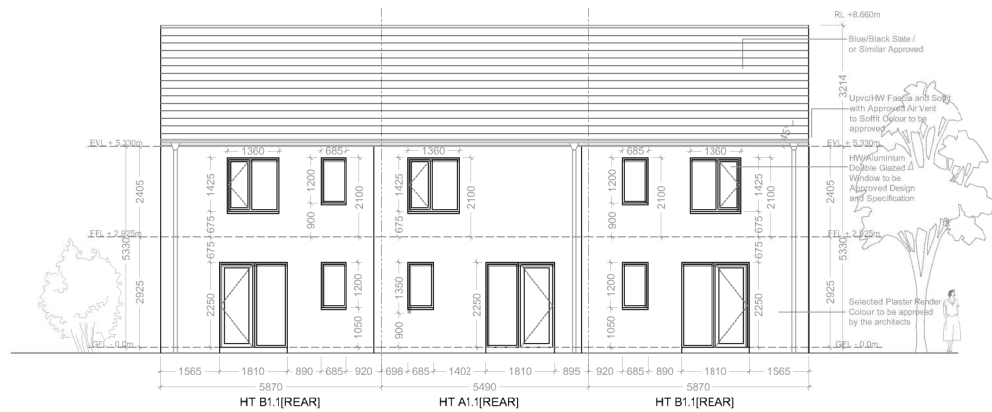 RL +8.660m
Blue/Black Slate /
or Similar Approved
3214
Upvc/HW Fascia and Soffit
with Approved Air Vent
to Soffit Colour to be
approved
45°
EVL + 5.330m
EVL + 5.330m
1360
685
1360
685
1360
HW/Aluminium
Double Glazed
Window to be
Approved Design
and Specification
2405
1425
1200
2100
1425
2100
1200
1425
2100
2405
675
900
675
900
675
FFL + 2.925m
FFL + 2.925m
5330
675
675
675
5330
2925
2250
1200
1350
2250
1200
2250
2925
1050
900
1050
Selected Plaster Render
Colour to be approved
by the architects
GFL - 0.0m
GFL - 0.0m
1565 1810 890 685 920 698 685 1402 1810 895 920 685 890 1810 1565
5870 5490 5870
HT B1.1[REAR] HT A1.1[REAR] HT B1.1[REAR]